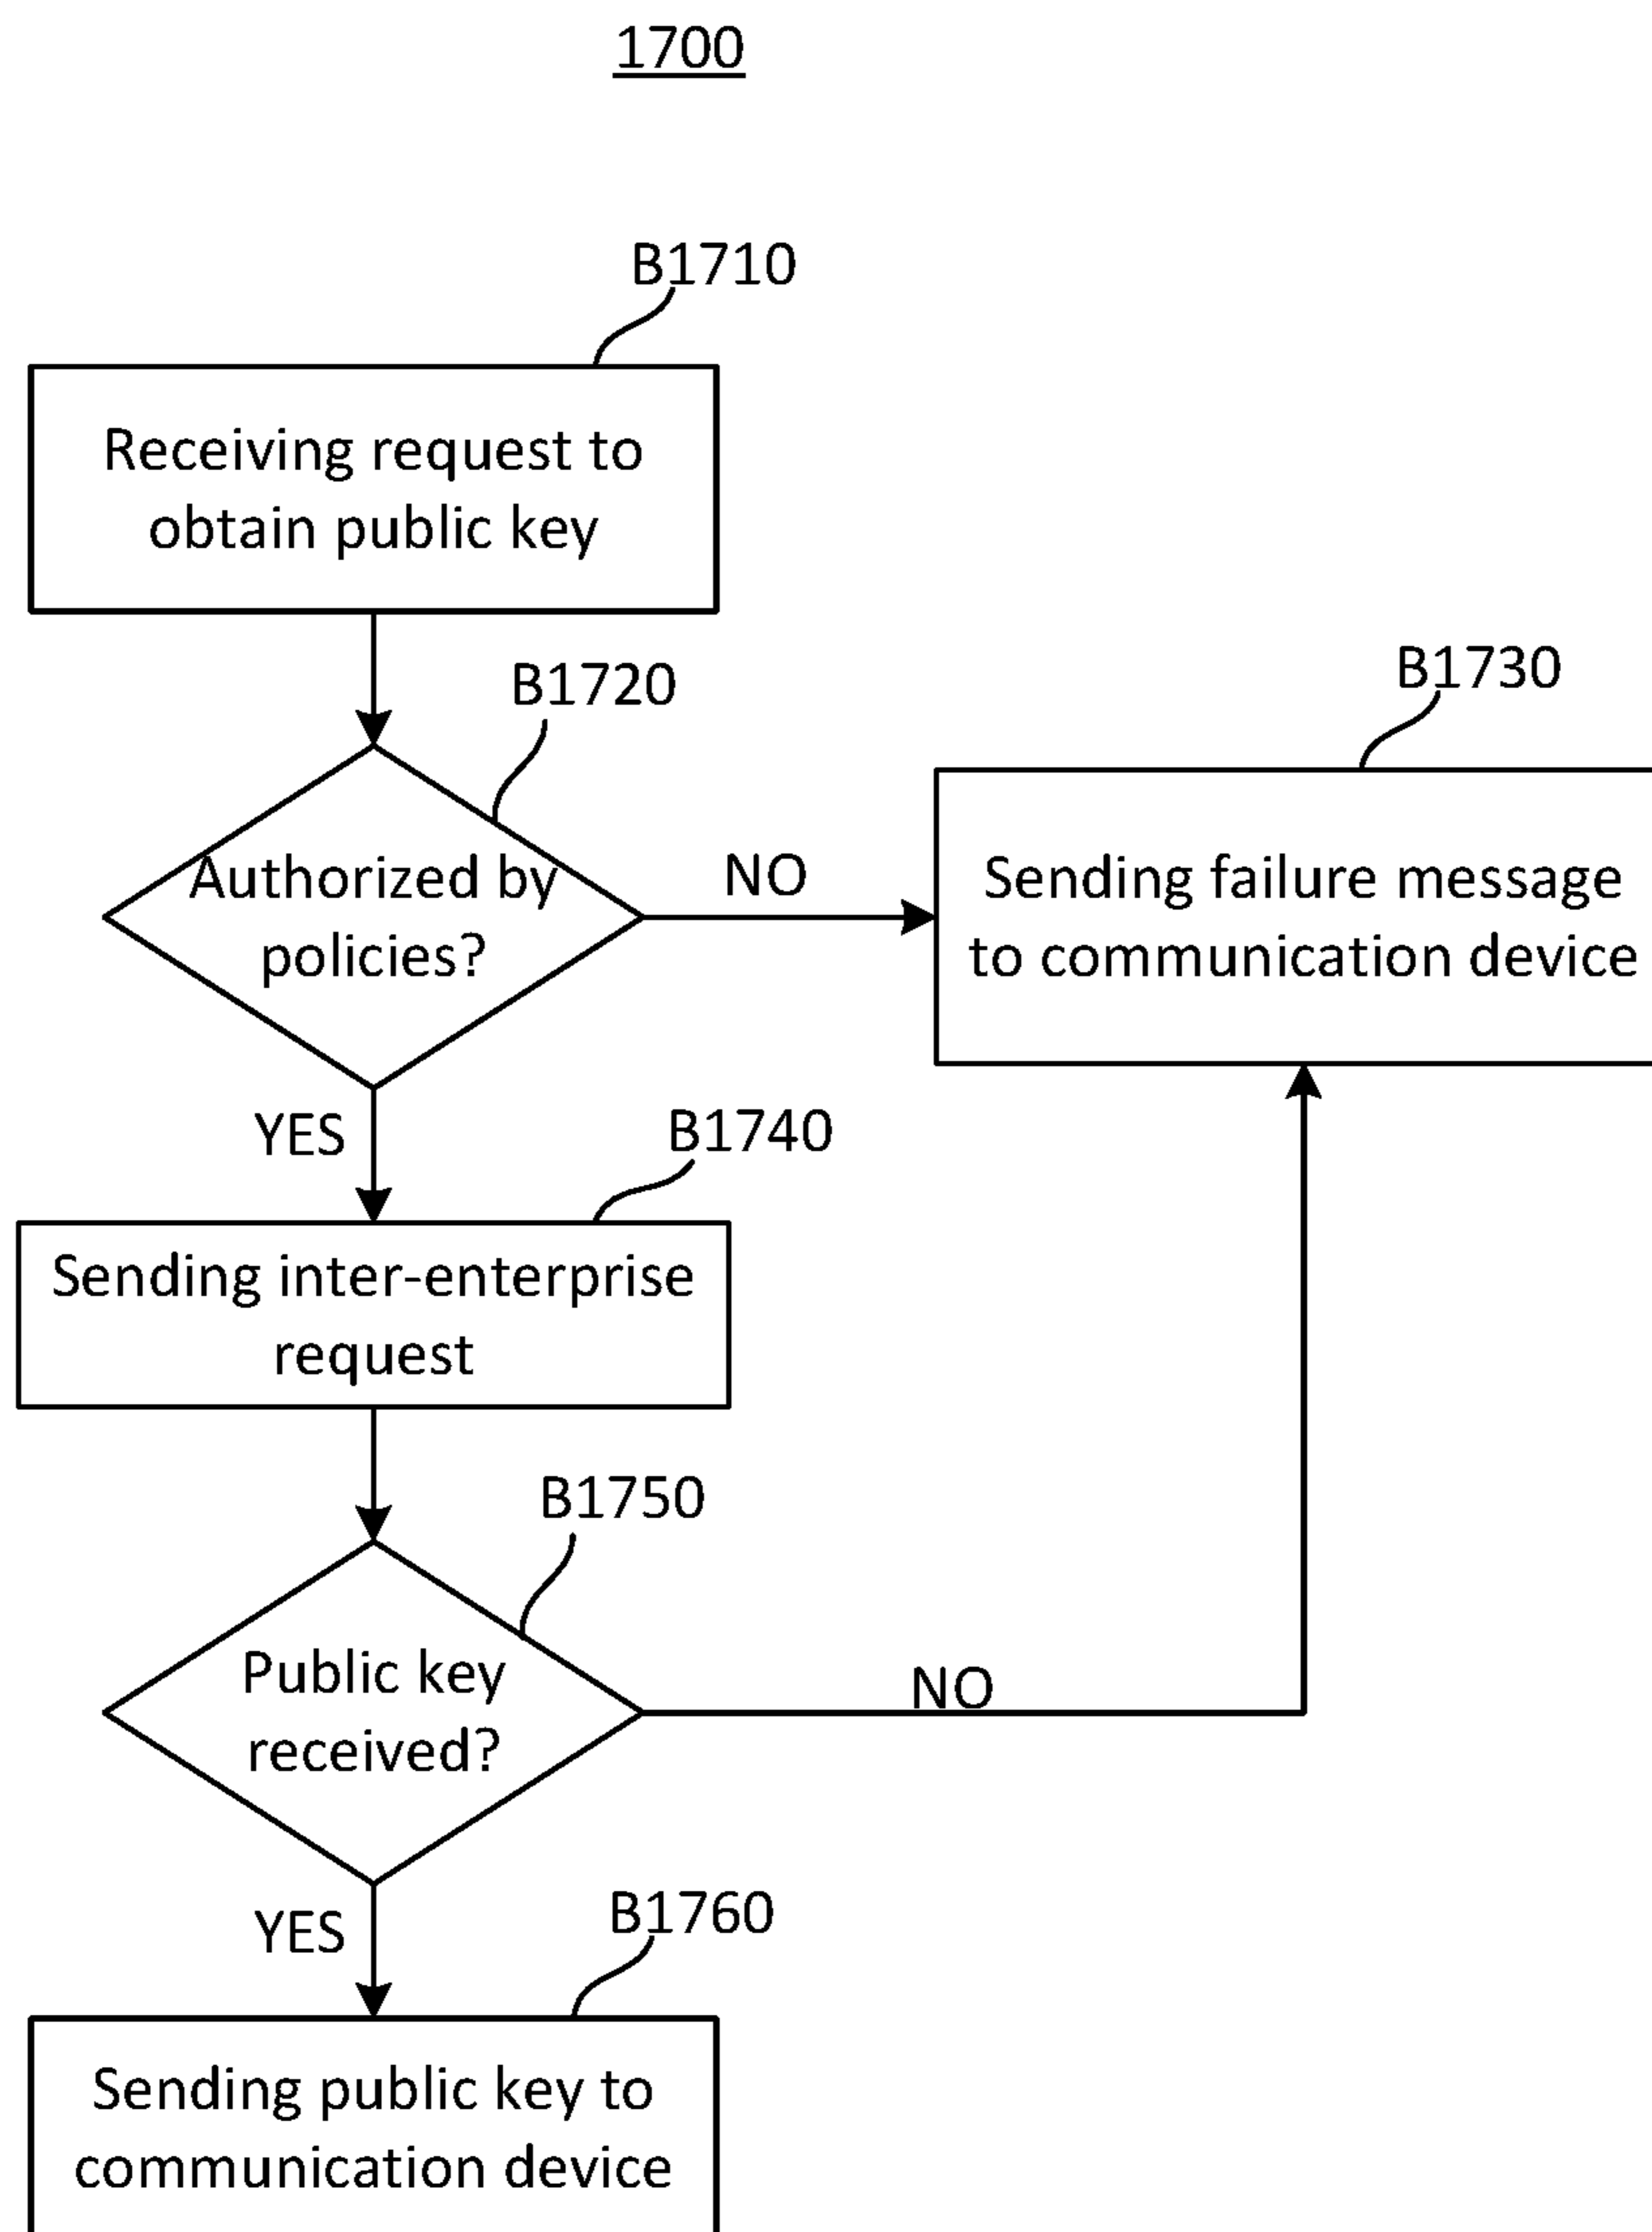 1700
B1710
Receiving request to
obtain public key
B1720
B1730
Authorized by
policies?
NO
Sending failure message
to communication device
YES
B1740
Sending inter-enterprise
request
B1750
Public key
received?
NO
YES
B1760
Sending public key to
communication device